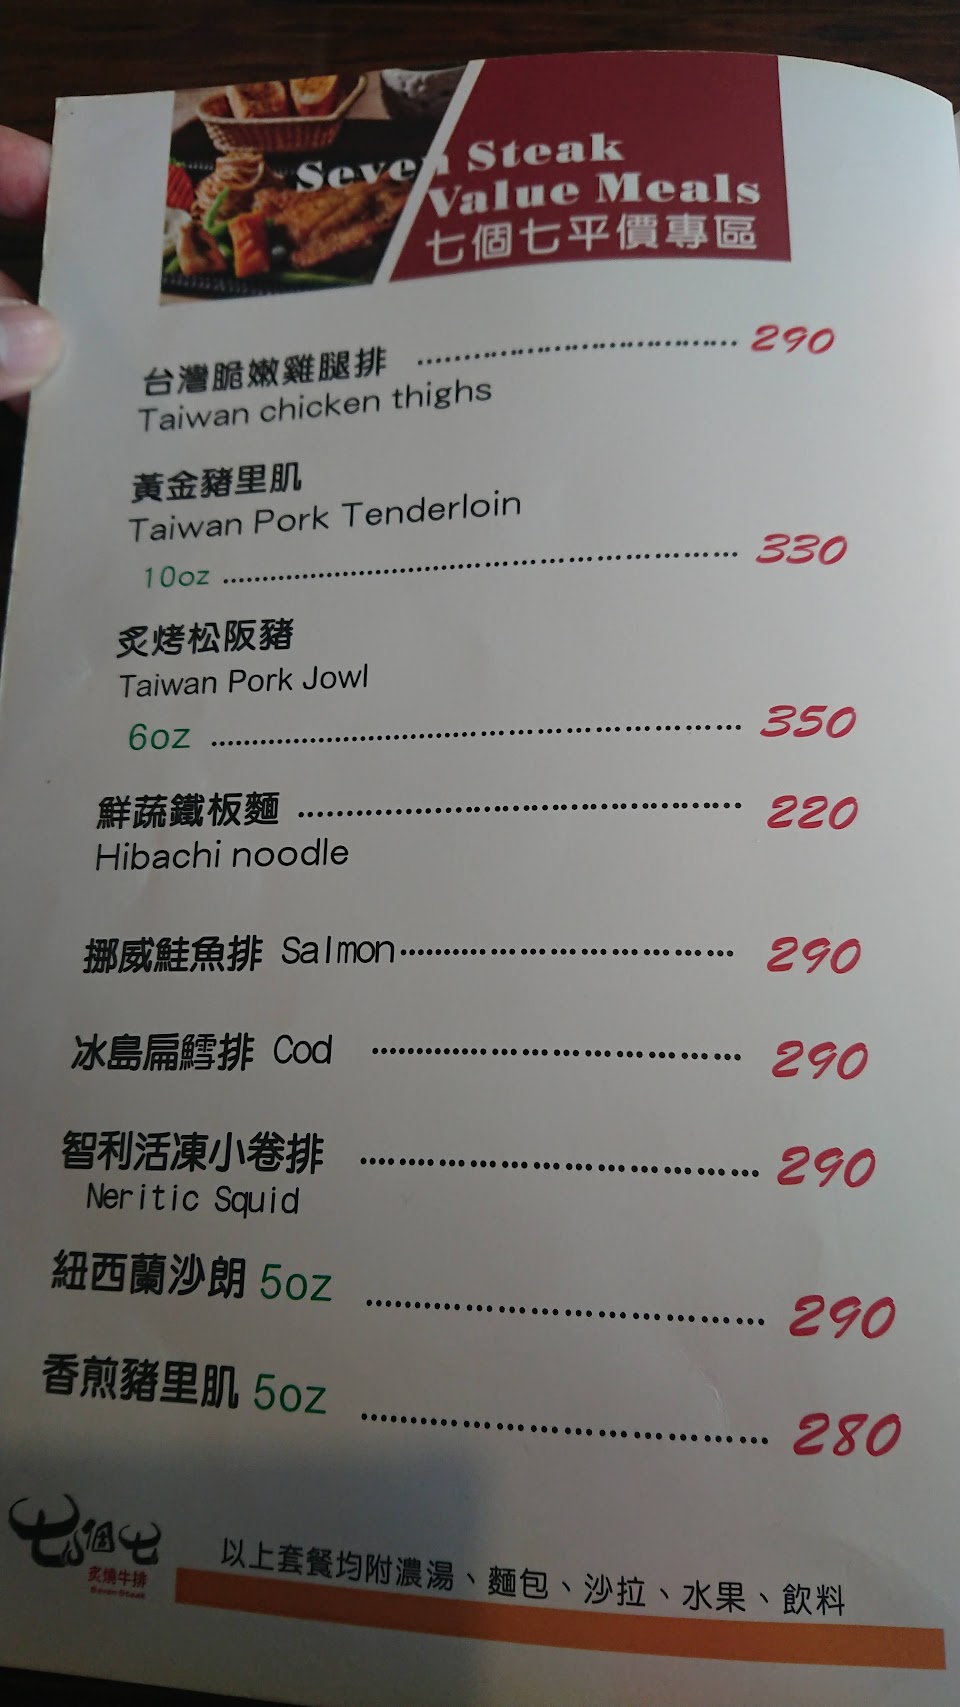 Seven Steak
Value Meals
七個七平價專區
台灣脆嫩雞腿排 290
Taiwan chicken thighs
黃金豬里肌
Taiwan Pork Tenderloin
10oz 330
炙烤松阪豬
Taiwan Pork Jowl
6oz 350
鮮蔬鐵板麵 220
Hibachi noodle
挪威鮭魚排 Salmon 290
冰島扁鱈排 Cod 290
智利活凍小卷排 290
Neritic Squid
紐西蘭沙朗 5oz 290
香煎豬里肌 5oz 280
七個七
炙燒牛排
Seven Steak
以上套餐均附濃湯、麵包、沙拉、水果、飲料